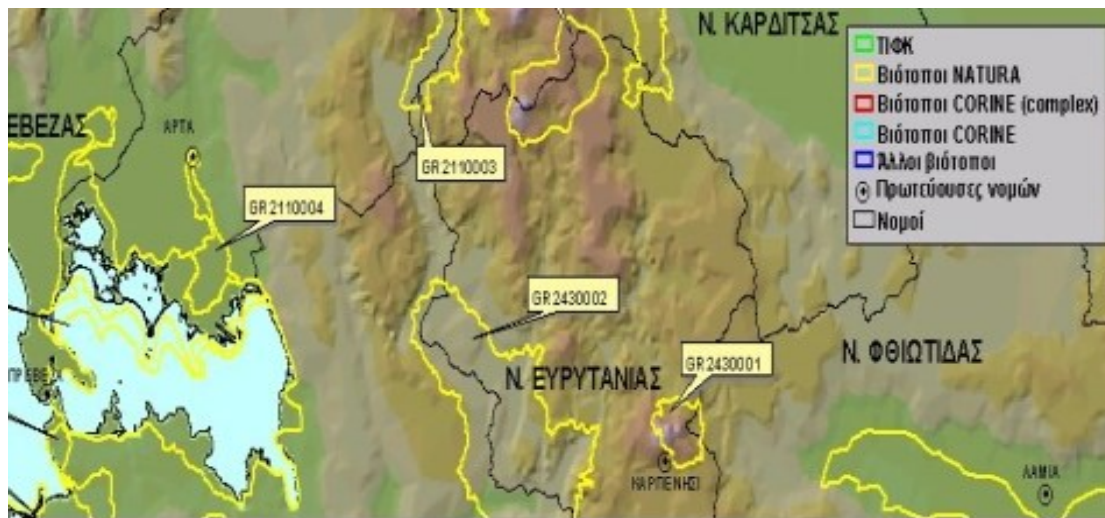 Ν. ΚΑΡΔΙΤΣΑΣ
ΤΙΦΚ
Βιότοποι NATURA
Βιότοποι CORINE (complex)
Βιότοποι CORINE
Άλλοι βιότοποι
Πρωτεύουσες νομών
Νομοί
ΕΒΕΖΑΣ
ΑΡΤΑ
GR2110003
GR2110004
GR2430002
Ν. ΕΥΡΥΤΑΝΙΑΣ
GR2430001
Ν. ΦΘΙΩΤΙΔΑΣ
ΠΡΕΒΕΖΑ
ΚΑΡΠΕΝΗΣΙ
ΛΑΜΙΑ